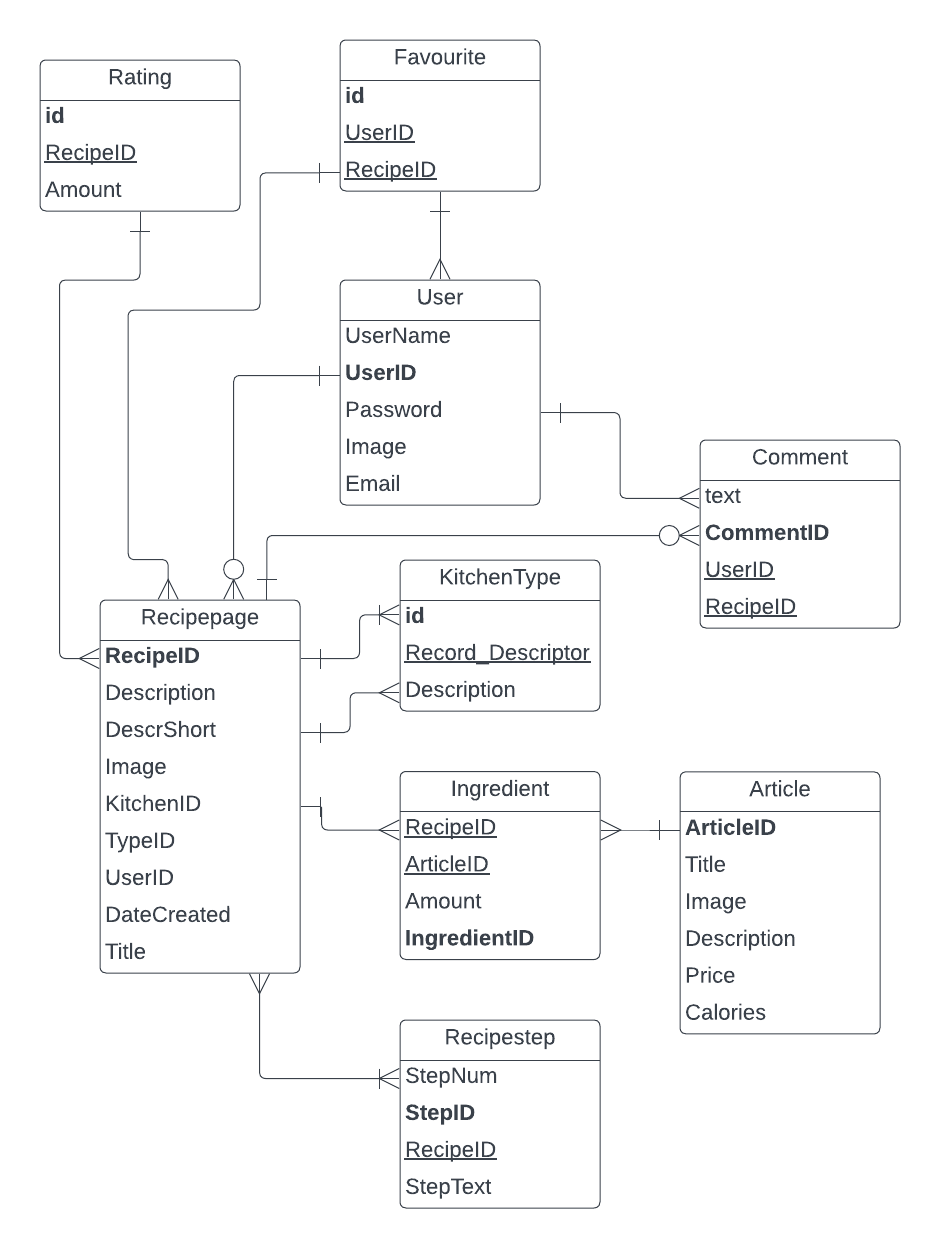 Rating
id
RecipeID
Amount
Favourite
id
UserID
RecipeID
User
UserName
UserID
Password
Image
Email
Comment
text
CommentID
UserID
RecipeID
KitchenType
id
Record_Descriptor
Description
Recipepage
RecipeID
Description
DescrShort
Image
KitchenID
TypeID
UserID
DateCreated
Title
Ingredient
RecipeID
ArticleID
Amount
IngredientID
Article
ArticleID
Title
Image
Description
Price
Calories
Recipestep
StepNum
StepID
RecipeID
StepText